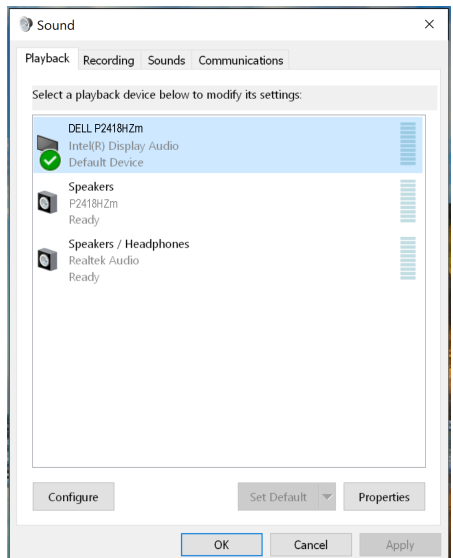 Sound
Playback Recording Sounds Communications
Select a playback device below to modify its settings:
DELL P2418HZm
Intel(R) Display Audio
Default Device
Speakers
P2418HZm
Ready
Speakers / Headphones
Realtek Audio
Ready
Configure Set Default Properties
OK Cancel Apply